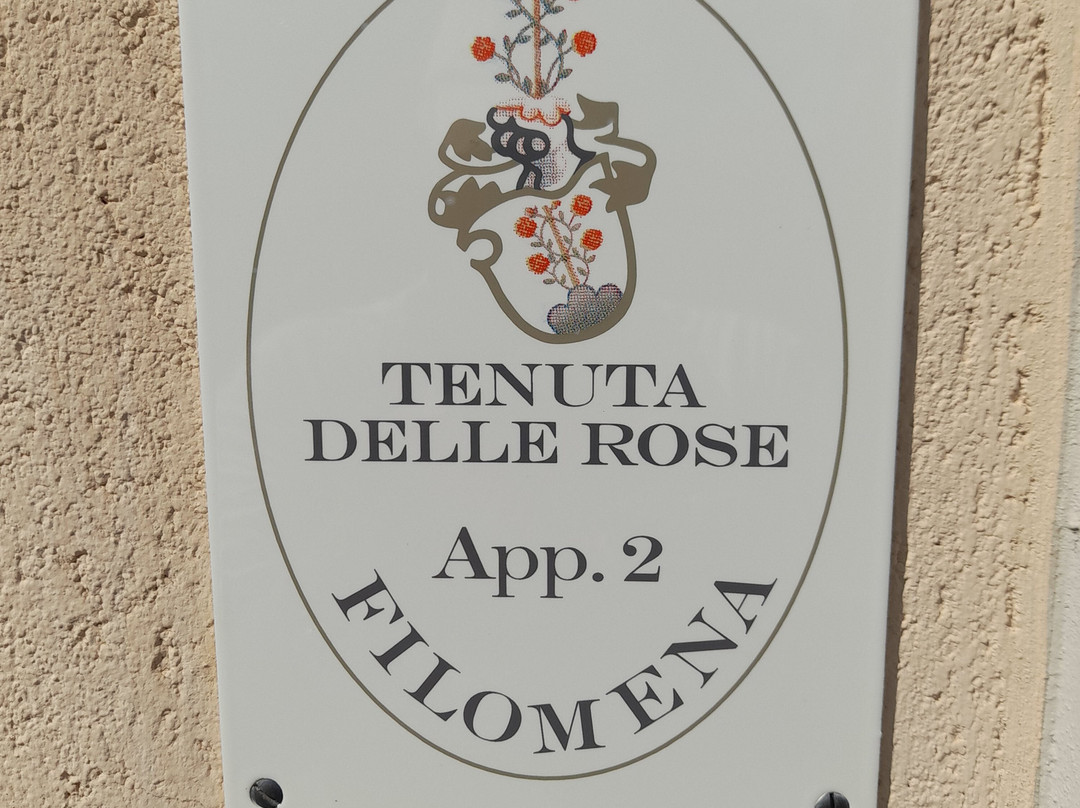 TENUTA
DELLE ROSE
App. 2
FILOMENA